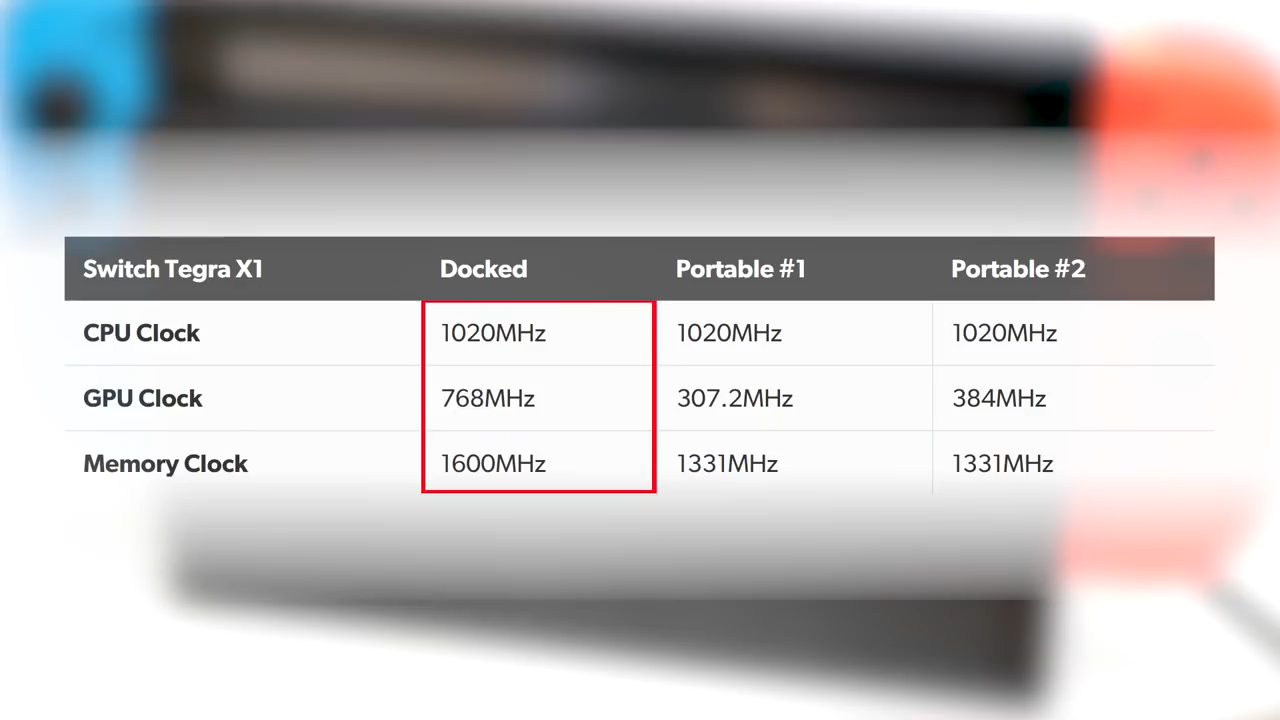 Switch Tegra X1 Docked Portable #1 Portable #2
CPU Clock 1020MHz 1020MHz 1020MHz
GPU Clock 768MHz 307.2MHz 384MHz
Memory Clock 1600MHz 1331MHz 1331MHz